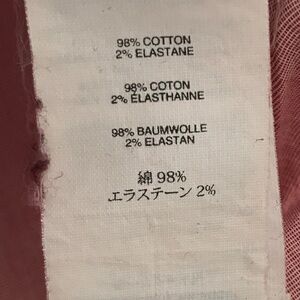 98% COTTON
2% ELASTANE
98% COTON
2% ÉLASTHANNE
98% BAUMWOLLE
2% ELASTAN
綿 98%
エラステーン 2%